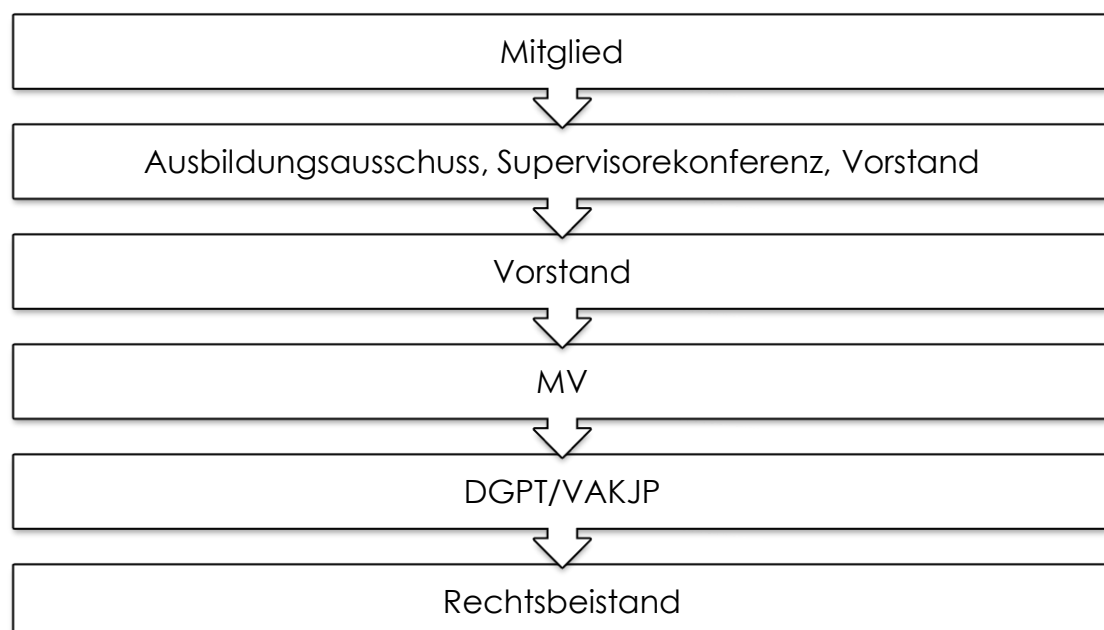 Mitglied
Ausbildungsausschuss, Supervisorekonferenz, Vorstand
Vorstand
MV
DGPT/VAKJP
Rechtsbeistand